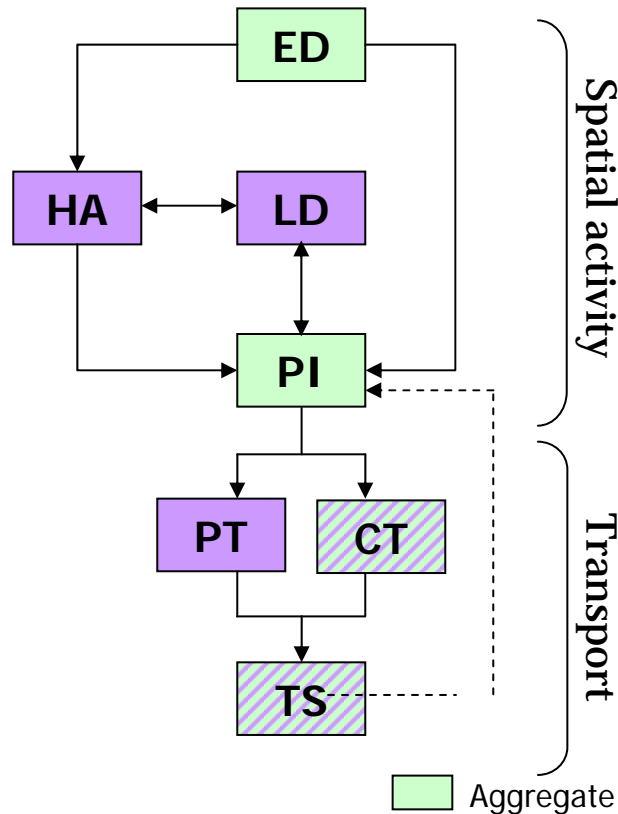 ED
HA
LD
PI
PT
CT
TS
Spatial activity
Transport
Aggregate